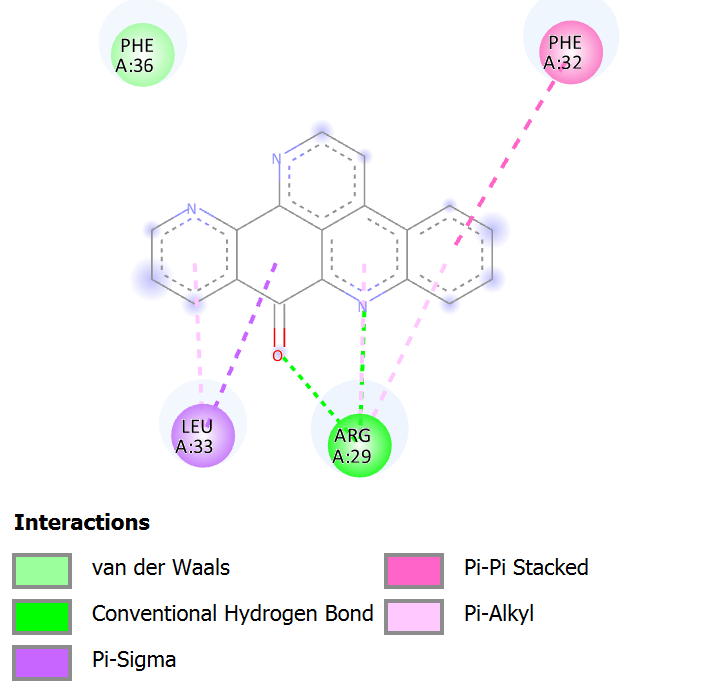 PHE
A:36
PHE
A:32
N
N
N
O
LEU
A:33
ARG
A:29
Interactions
van der Waals
Pi-Pi Stacked
Conventional Hydrogen Bond
Pi-Alkyl
Pi-Sigma